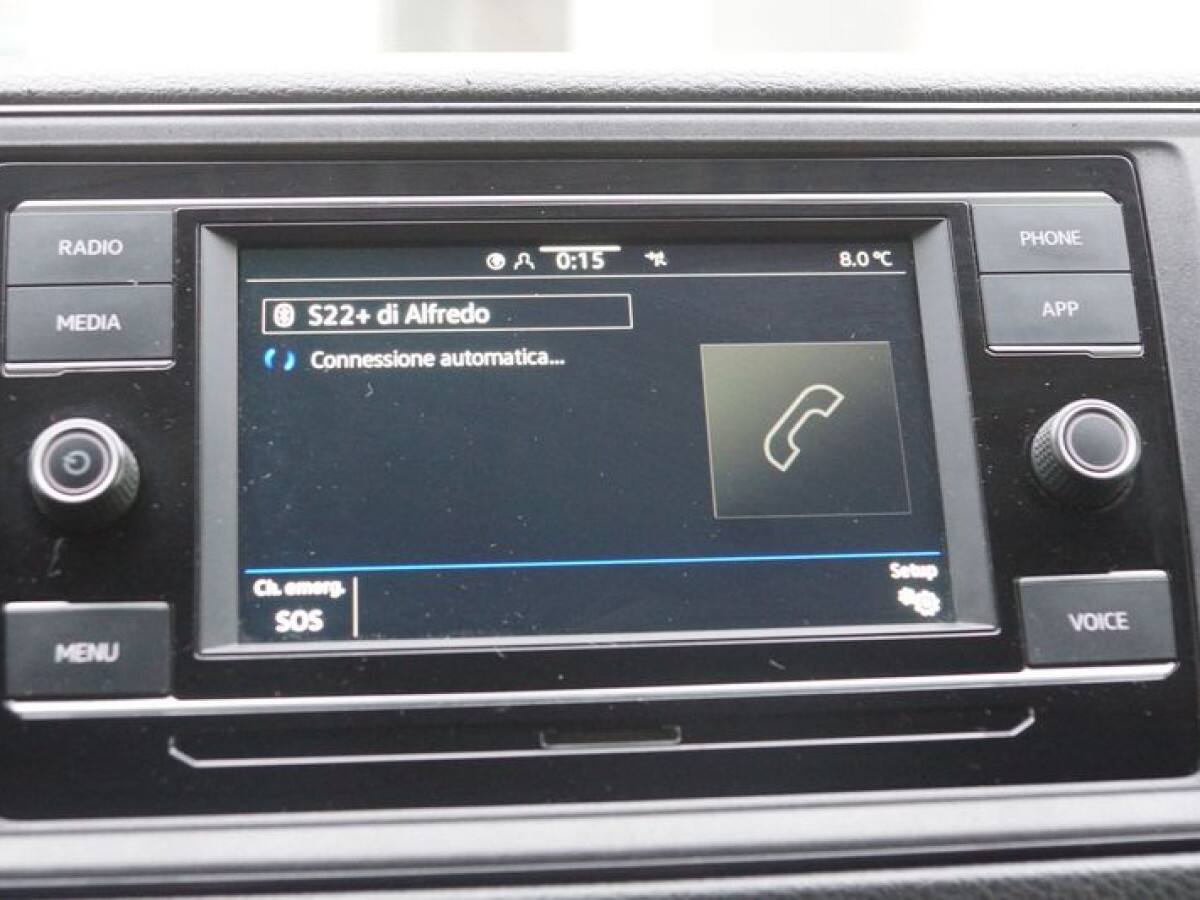 RADIO
MEDIA
MENU
0:15
8.0 °C
S22+ di Alfredo
Connessione automatica...
Ch. emerg.
SOS
Setup
PHONE
APP
VOICE